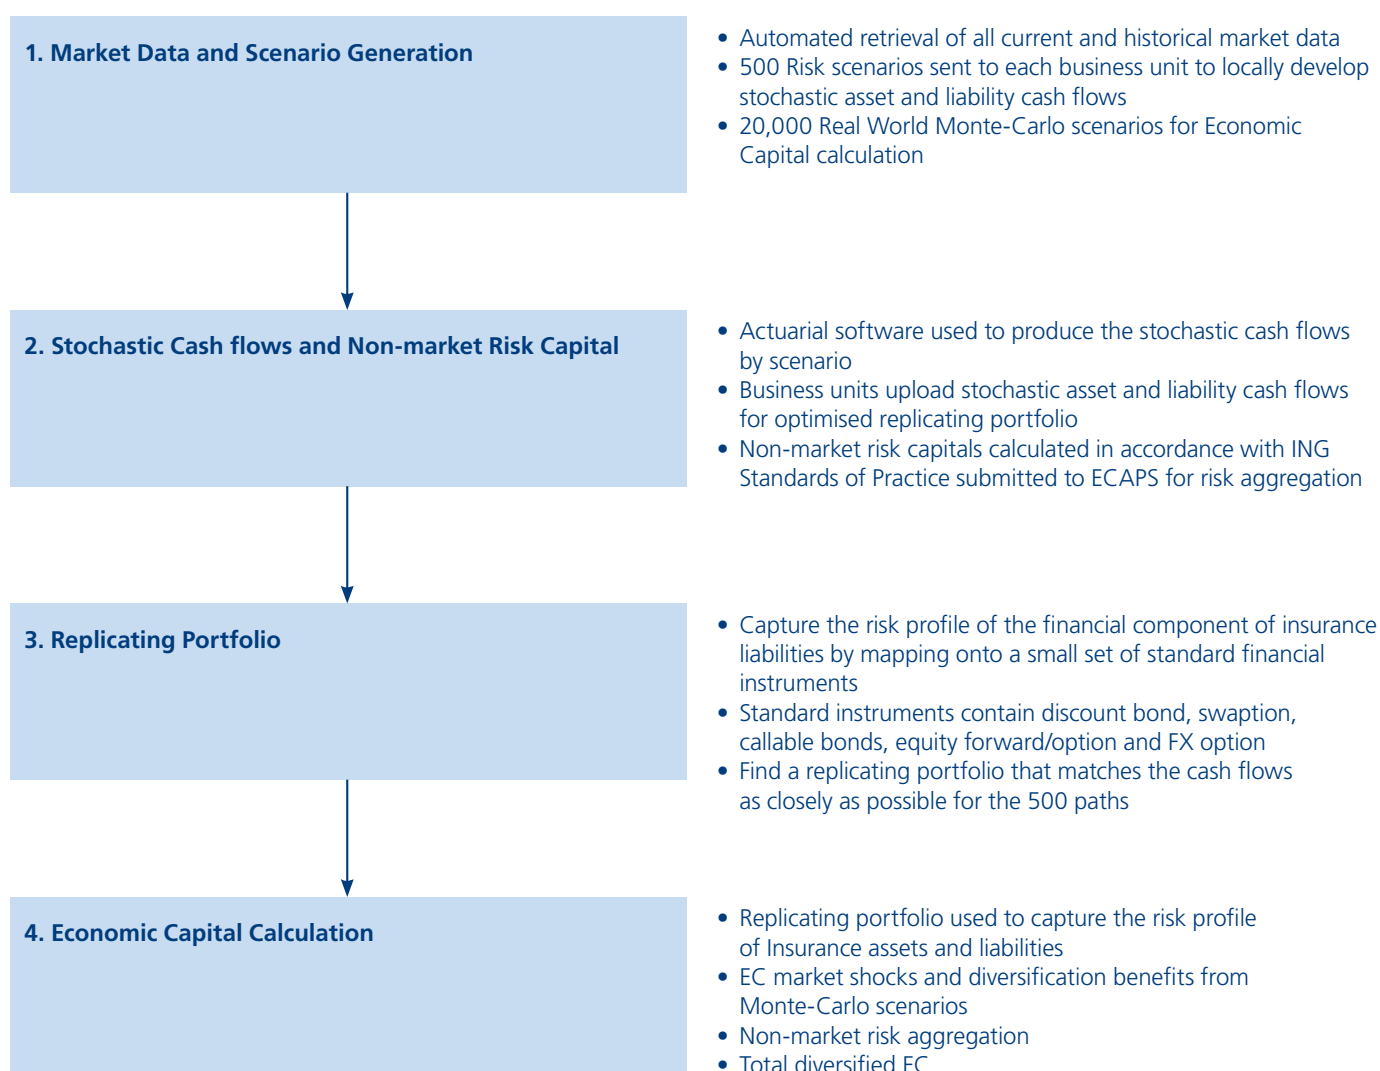 1. Market Data and Scenario Generation
• Automated retrieval of all current and historical market data
• 500 Risk scenarios sent to each business unit to locally develop
stochastic asset and liability cash flows
• 20,000 Real World Monte-Carlo scenarios for Economic
Capital calculation
2. Stochastic Cash flows and Non-market Risk Capital
• Actuarial software used to produce the stochastic cash flows
by scenario
• Business units upload stochastic asset and liability cash flows
for optimised replicating portfolio
• Non-market risk capitals calculated in accordance with ING
Standards of Practice submitted to ECAPS for risk aggregation
3. Replicating Portfolio
• Capture the risk profile of the financial component of insurance
liabilities by mapping onto a small set of standard financial
instruments
• Standard instruments contain discount bond, swaption,
callable bonds, equity forward/option and FX option
• Find a replicating portfolio that matches the cash flows
as closely as possible for the 500 paths
4. Economic Capital Calculation
• Replicating portfolio used to capture the risk profile
of Insurance assets and liabilities
• EC market shocks and diversification benefits from
Monte-Carlo scenarios
• Non-market risk aggregation
• Total diversified EC